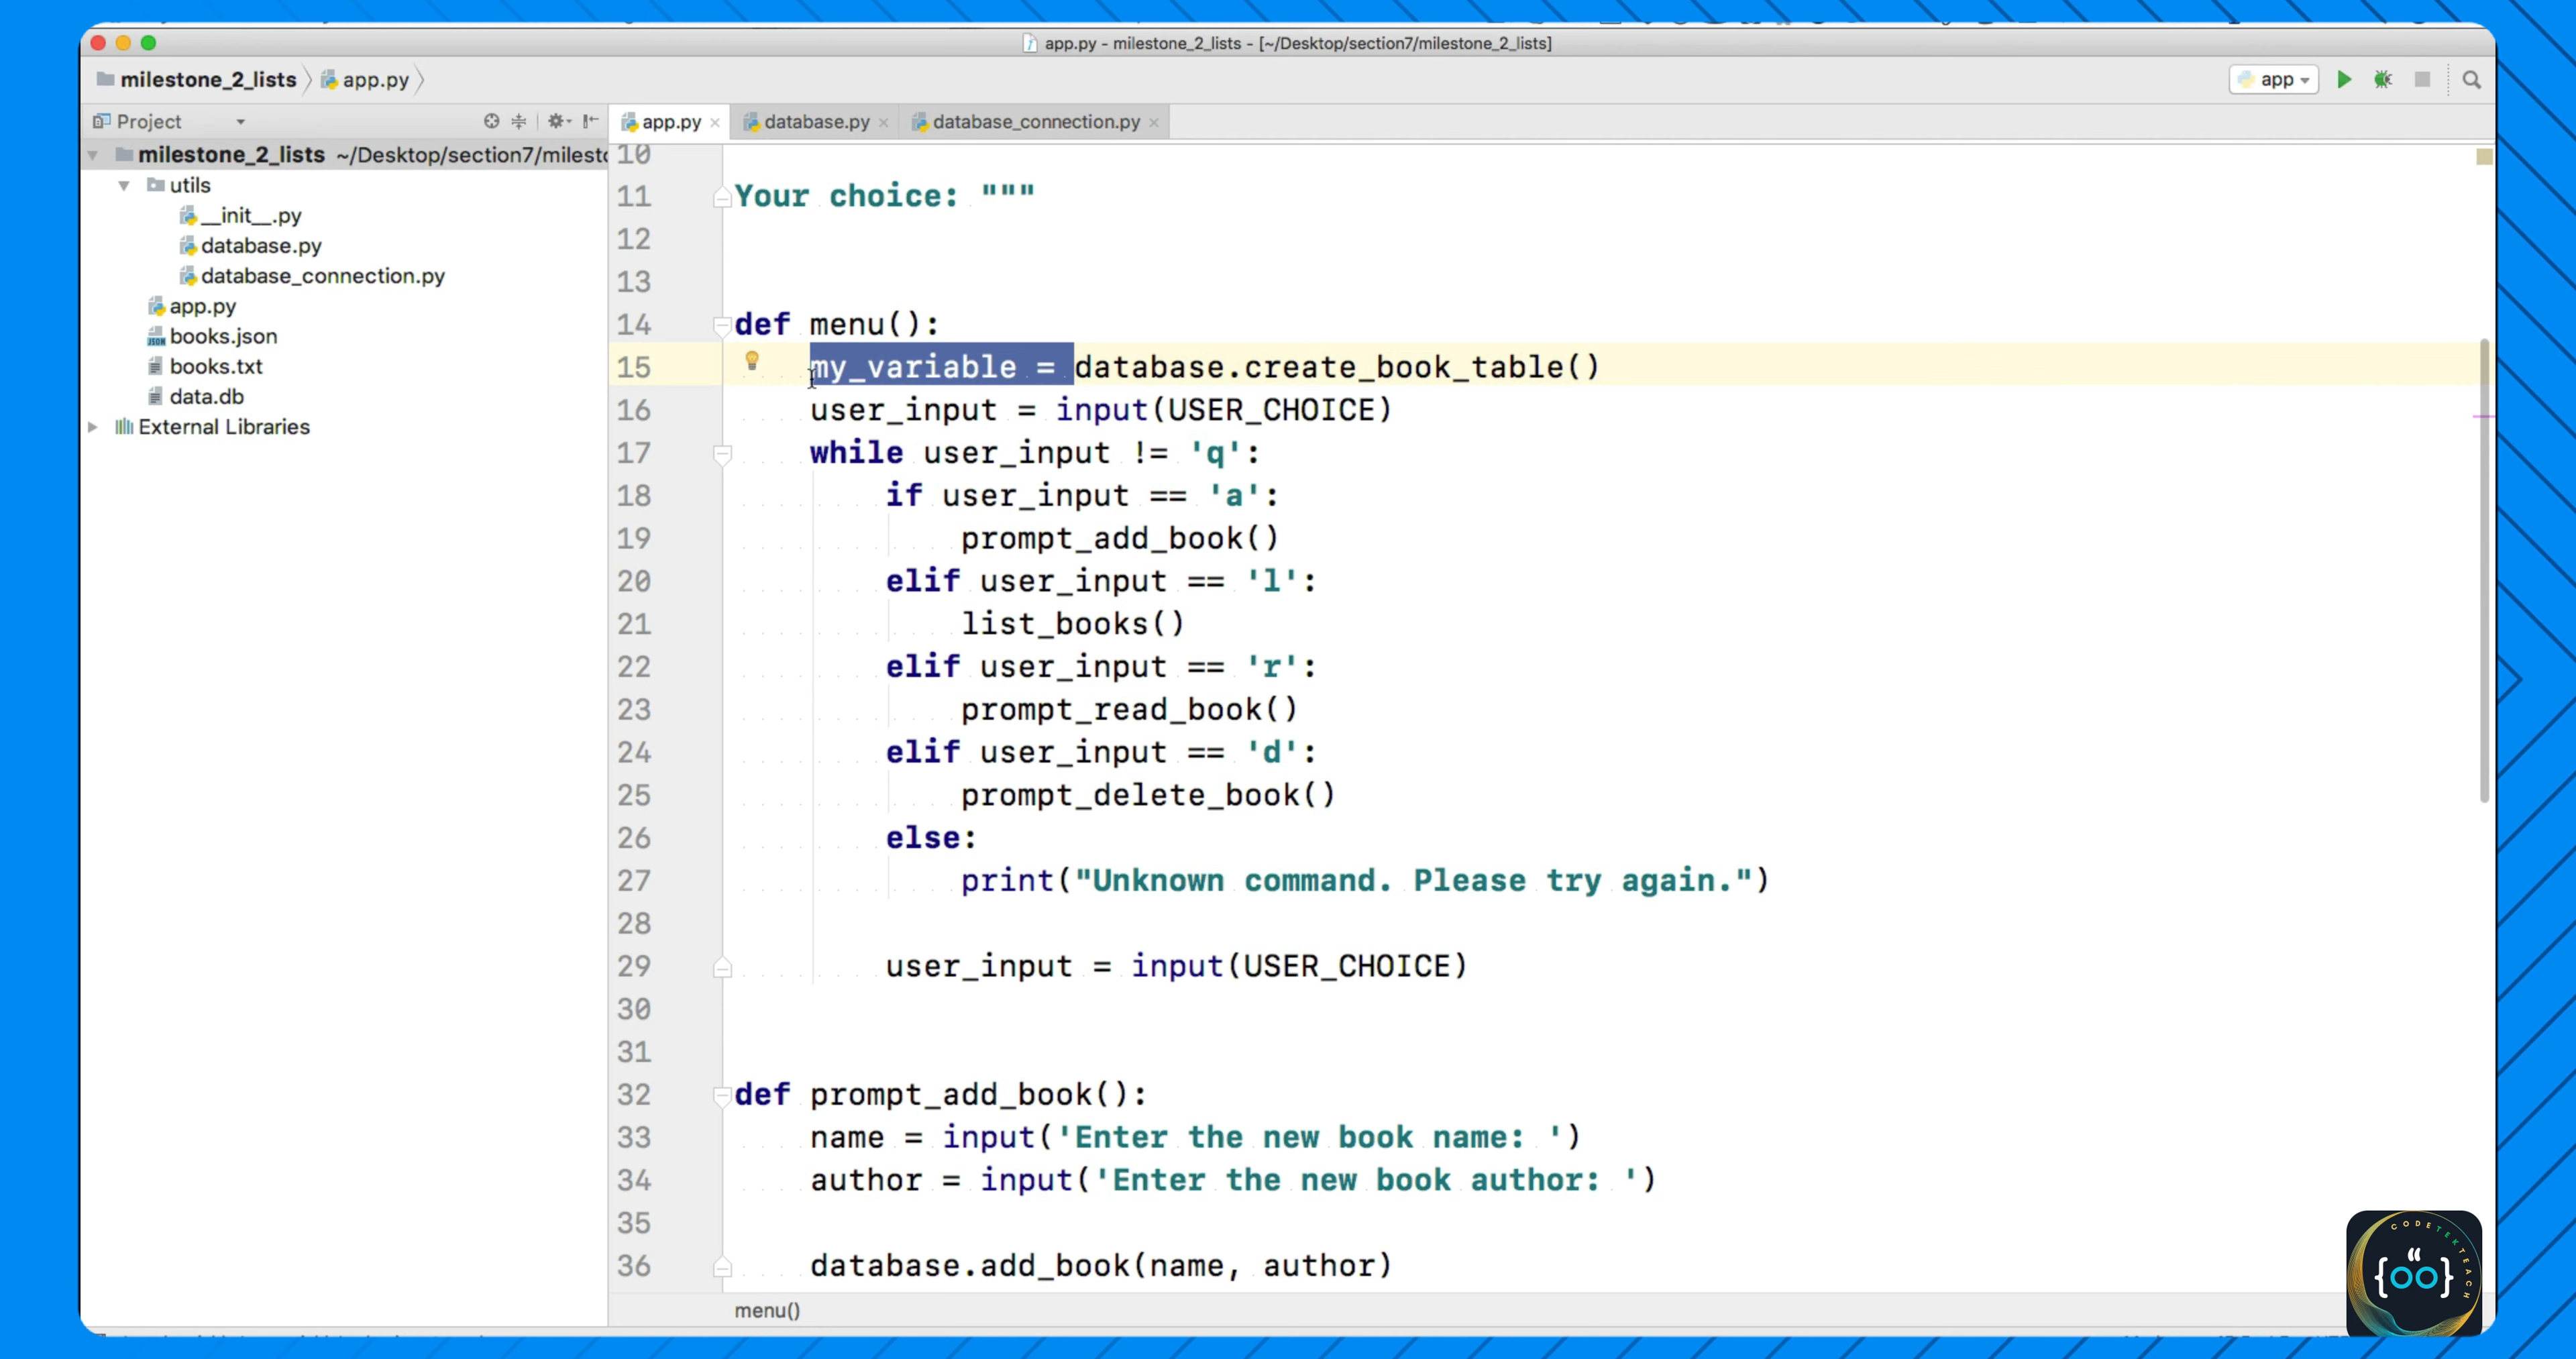 app.py - milestone_2_lists - [~/Desktop/section7/milestone_2_lists]
milestone_2_lists app.py
app
Project
app.py database.py database_connection.py
milestone_2_lists ~/Desktop/section7/milest
utils
__init__.py
database.py
database_connection.py
app.py
books.json
books.txt
data.db
External Libraries
10
11 Your choice: """
12
13
14 def menu():
15 my_variable = database.create_book_table()
16 user_input = input(USER_CHOICE)
17 while user_input != 'q':
18 if user_input == 'a':
19 prompt_add_book()
20 elif user_input == 'l':
21 list_books()
22 elif user_input == 'r':
23 prompt_read_book()
24 elif user_input == 'd':
25 prompt_delete_book()
26 else:
27 print("Unknown command. Please try again.")
28
29 user_input = input(USER_CHOICE)
30
31
32 def prompt_add_book():
33 name = input('Enter the new book name: ')
34 author = input('Enter the new book author: ')
35
36 database.add_book(name, author)
menu()
CODETEKTEACH